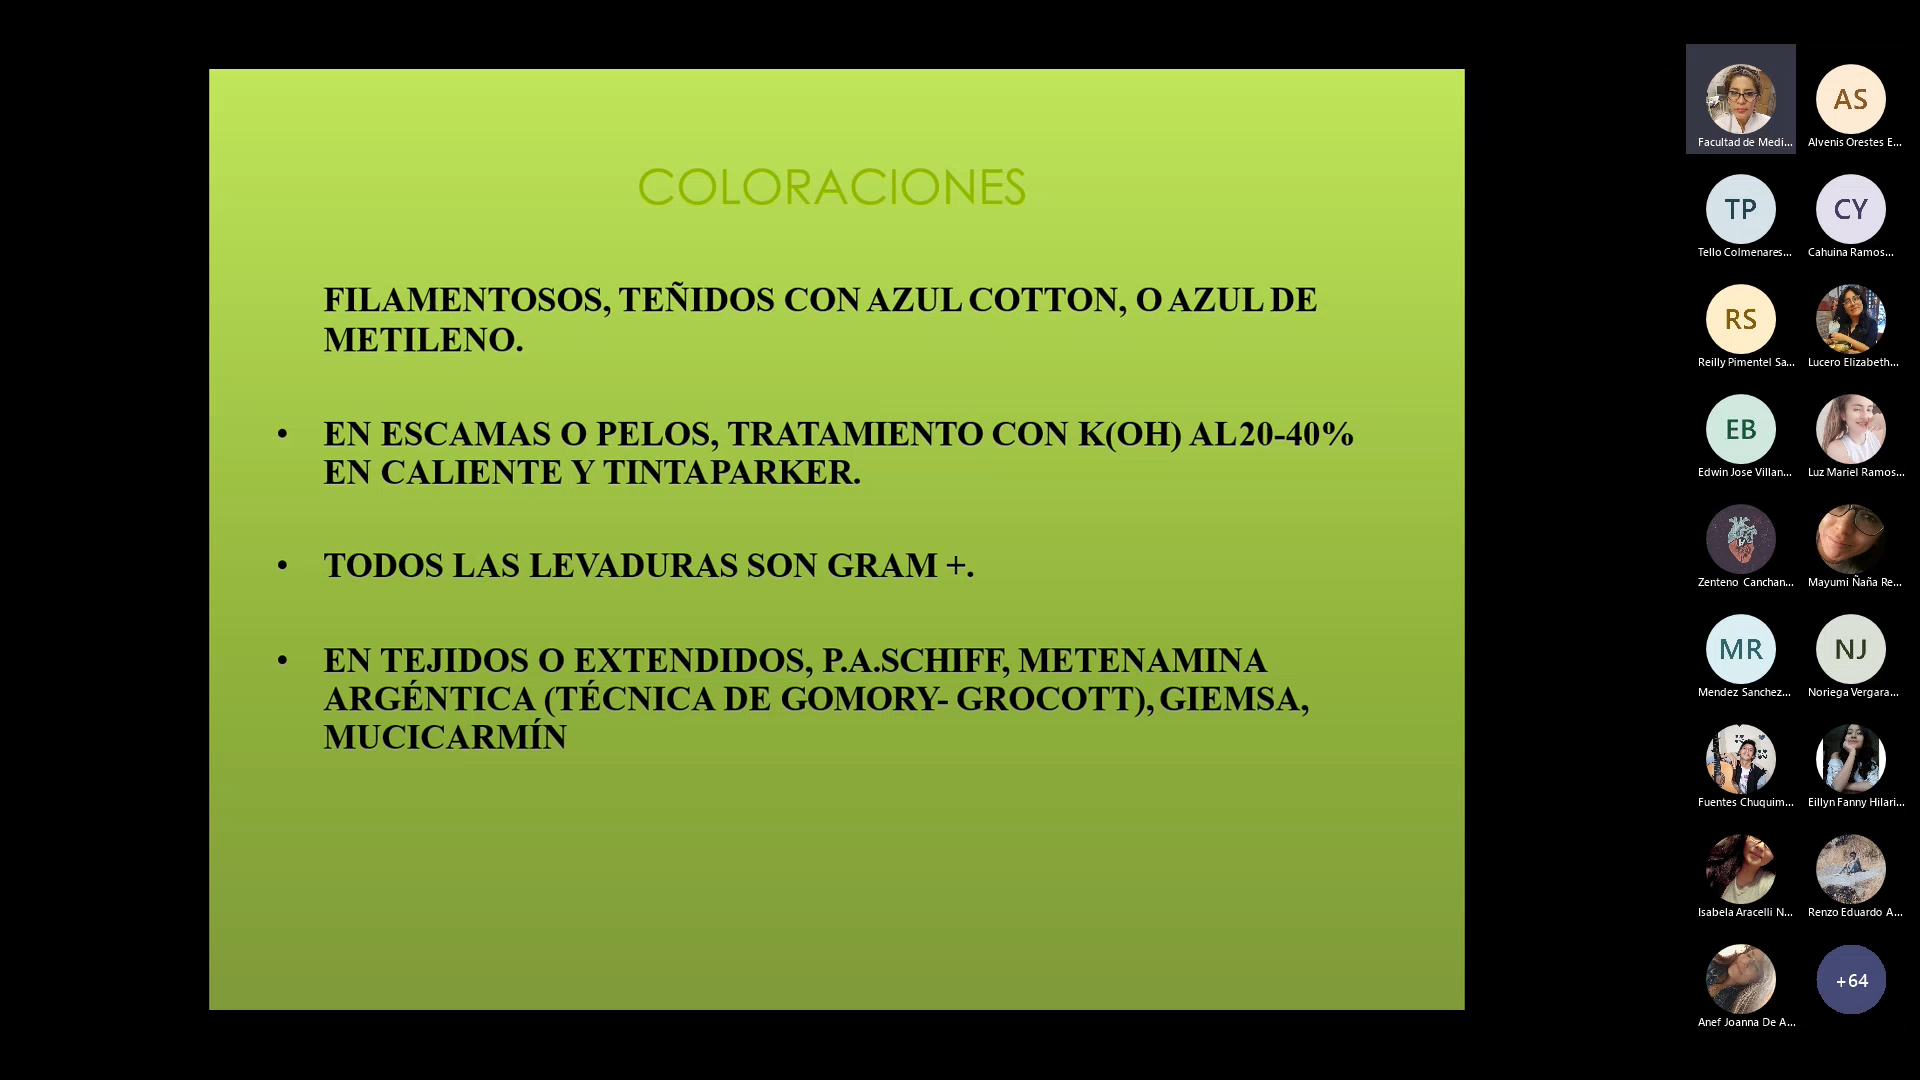 COLORACIONES
FILAMENTOSOS, TEÑIDOS CON AZUL COTTON, O AZUL DE
METILENO.
• EN ESCAMAS O PELOS, TRATAMIENTO CON K(OH) AL 20-40%
EN CALIENTE Y TINTA PARKER.
• TODOS LAS LEVADURAS SON GRAM +.
• EN TEJIDOS O EXTENDIDOS, P.A.SCHIFF, METENAMINA
ARGÉNTICA (TÉCNICA DE GOMORY- GROCOTT), GIEMSA,
MUCICARMÍN
Facultad de Medi...
AS
Alvenis Orestes E...
TP
Tello Colmenares...
CY
Cahuina Ramos...
RS
Reilly Pimentel Sa...
Lucero Elizabeth...
EB
Edwin Jose Villan...
Luz Mariel Ramos...
Zenteno Canchan...
Mayumi Ñaña Re...
MR
Mendez Sanchez...
NJ
Noriega Vergara...
Fuentes Chuquim...
Eillyn Fanny Hilari...
Isabela Aracelli N...
Renzo Eduardo A...
Anef Joanna De A...
+64